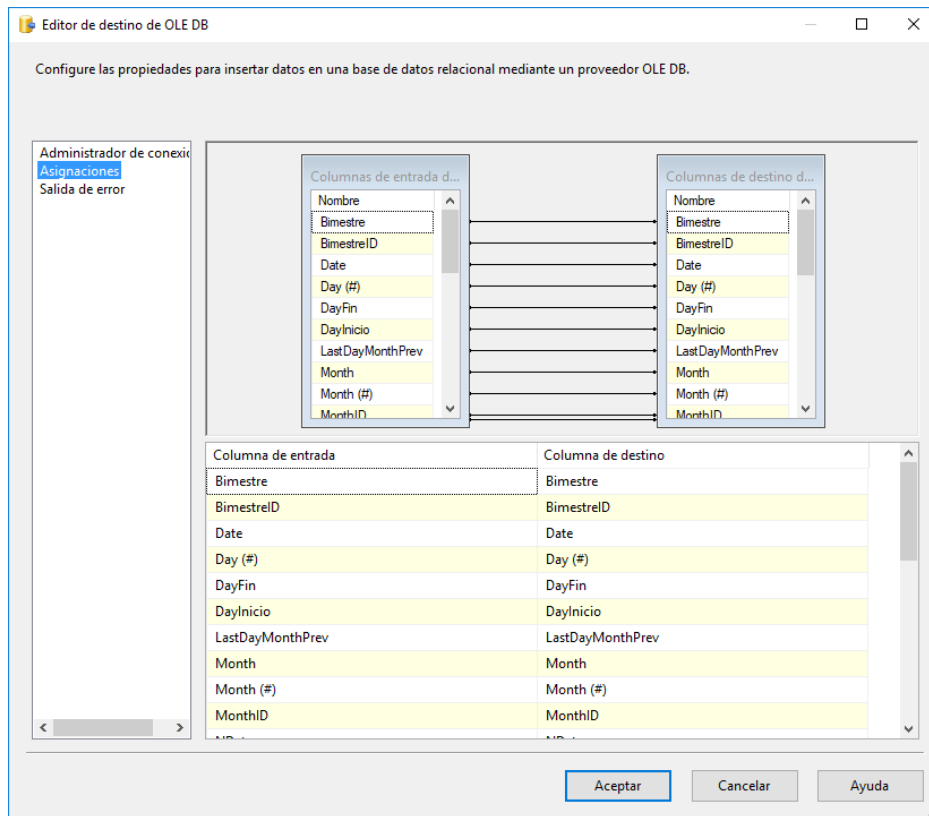 Editor de destino de OLE DB
Configure las propiedades para insertar datos en una base de datos relacional mediante un proveedor OLE DB.
Administrador de conexi
Asignaciones
Salida de error
Columnas de entrada d...
Nombre
Bimestre
BimestreID
Date
Day (#)
DayFin
DayInicio
LastDayMonthPrev
Month
Month (#)
MonthID
Columnas de destino d...
Nombre
Bimestre
BimestreID
Date
Day (#)
DayFin
DayInicio
LastDayMonthPrev
Month
Month (#)
MonthID
Columna de entrada Columna de destino
Bimestre Bimestre
BimestreID BimestreID
Date Date
Day (#) Day (#)
DayFin DayFin
DayInicio DayInicio
LastDayMonthPrev LastDayMonthPrev
Month Month
Month (#) Month (#)
MonthID MonthID
Aceptar Cancelar Ayuda